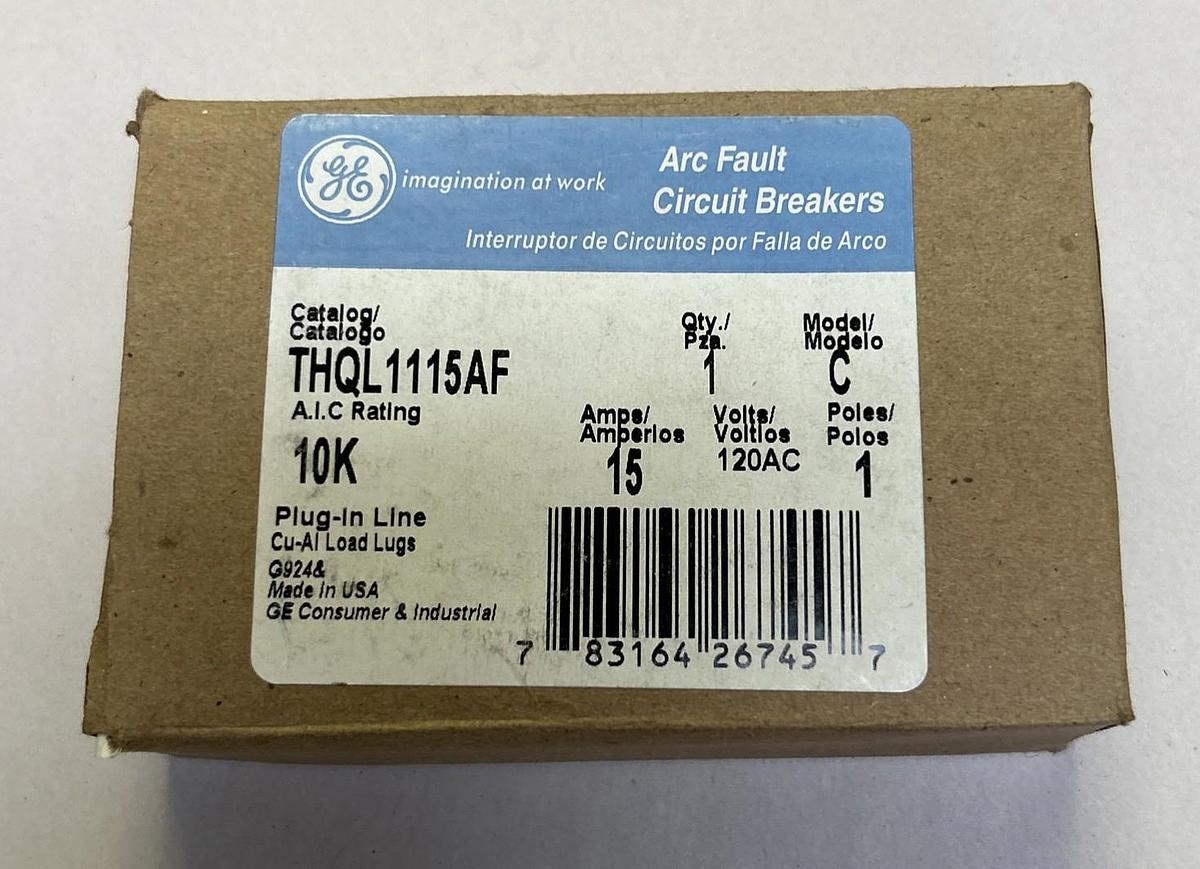 GE imagination at work
Arc Fault
Circuit Breakers
Interruptor de Circuitos por Falla de Arco
Catalog/
Catalogo
THQL1115AF
Qty./
Pza.
1
Model/
Modelo
C
A.I.C Rating
10K
Amps/
Amperios
15
Volts/
Voltios
120AC
Poles/
Polos
1
Plug-In Line
Cu-Al Load Lugs
G924&
Made In USA
GE Consumer & Industrial
7 83164 26745 7